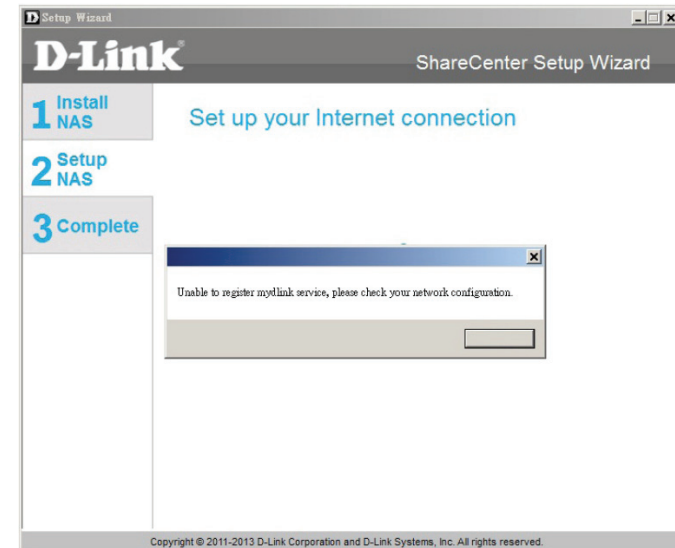 D Setup Wizard
D-Link
ShareCenter Setup Wizard
1 Install
NAS
Set up your Internet connection
2 Setup
NAS
3 Complete
Unable to register mydlink service, please check your network configuration.
Copyright © 2011-2013 D-Link Corporation and D-Link Systems, Inc. All rights reserved.